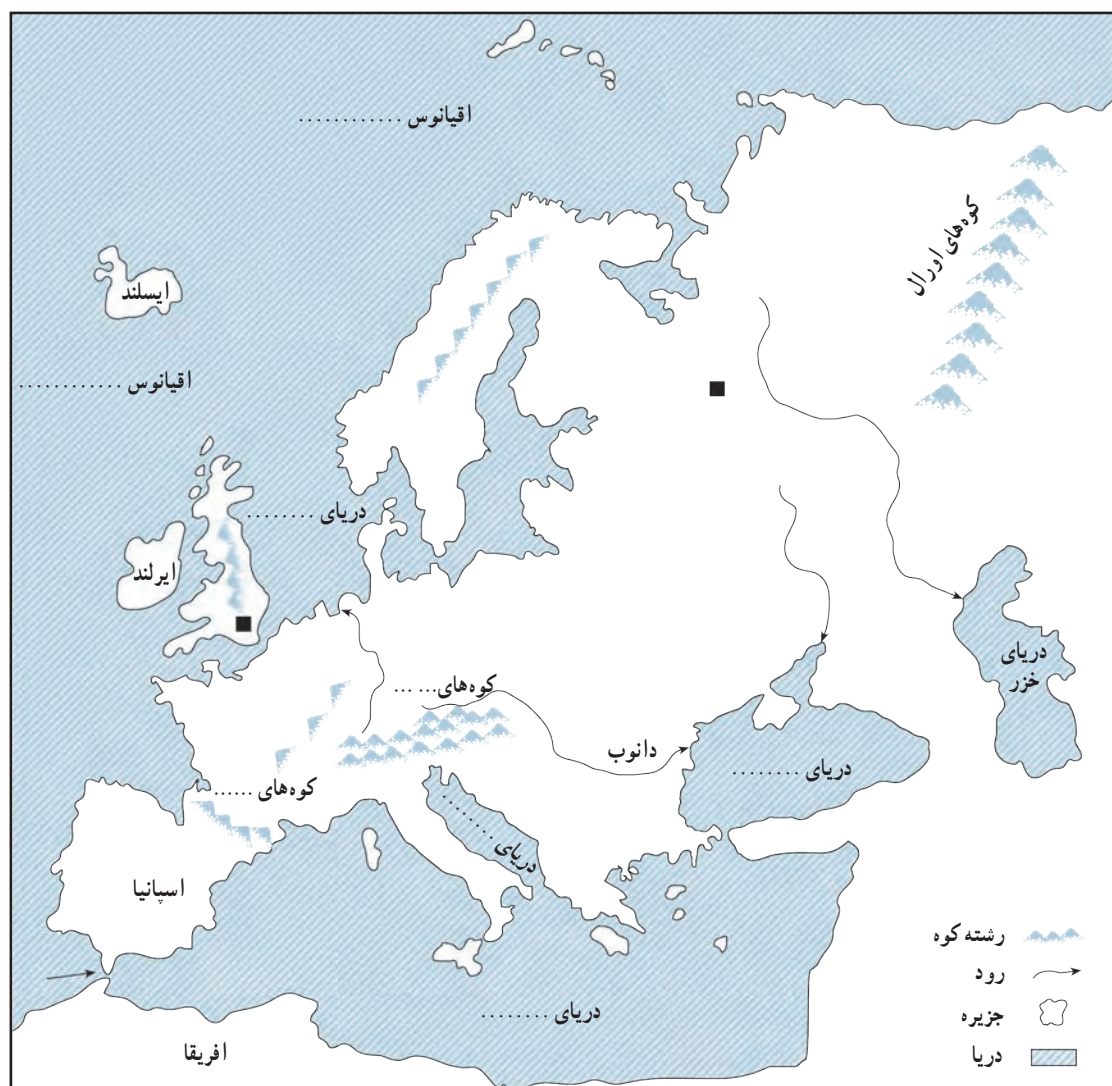 اقیانوس ............
ایسلند
اقیانوس ............
کوه‌های اورال
دریای ........
ایرلند
کوه‌های ... ...
دانوب
دریای
خزر
دریای ........
کوه‌های ......
دریای ........
اسپانیا
دریای ........
افریقا
رشته کوه
رود
جزیره
دریا